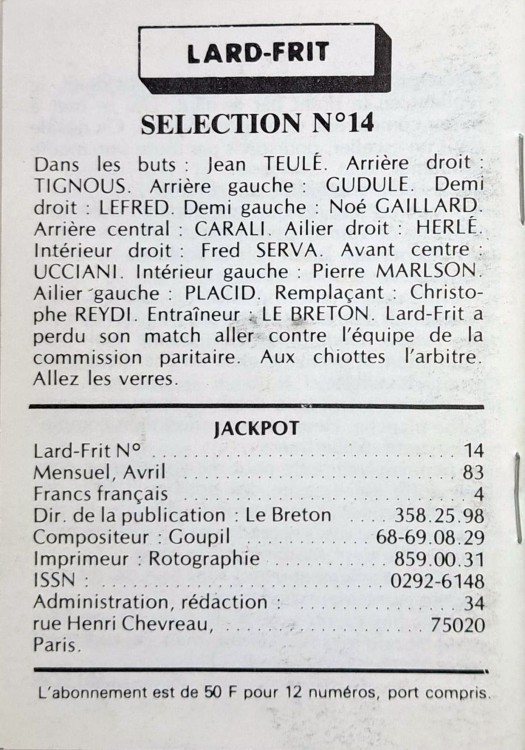 LARD-FRIT
SELECTION N°14
Dans les buts : Jean TEULÉ. Arrière droit :
TIGNOUS. Arrière gauche : GUDULE. Demi
droit : LEFRED. Demi gauche : Noé GAILLARD.
Arrière central : CARALI. Ailier droit : HERLÉ.
Intérieur droit : Fred SERVA. Avant centre :
UCCIANI. Intérieur gauche : Pierre MARLSON.
Ailier gauche : PLACID. Remplaçant : Christo-
phe REYDI. Entraîneur : LE BRETON. Lard-Frit a
perdu son match aller contre l'équipe de la
commission paritaire. Aux chiottes l'arbitre.
Allez les verres.
JACKPOT
Lard-Frit N° . . . . . . . . . . . . . . . . . . . . . . . . . . . . 14
Mensuel, Avril . . . . . . . . . . . . . . . . . . . . . . . . . . 83
Francs français . . . . . . . . . . . . . . . . . . . . . . . . . . 4
Dir. de la publication : Le Breton . . . . 358.25.98
Compositeur : Goupil . . . . . . . . . . . . 68-69.08.29
Imprimeur : Rotographie . . . . . . . . . . 859.00.31
ISSN : . . . . . . . . . . . . . . . . . . . . . . . . . . 0292-6148
Administration, rédaction : . . . . . . . . . . . . . . . 34
rue Henri Chevreau, . . . . . . . . . . . . . . . . . 75020
Paris.
L'abonnement est de 50 F pour 12 numéros, port compris.